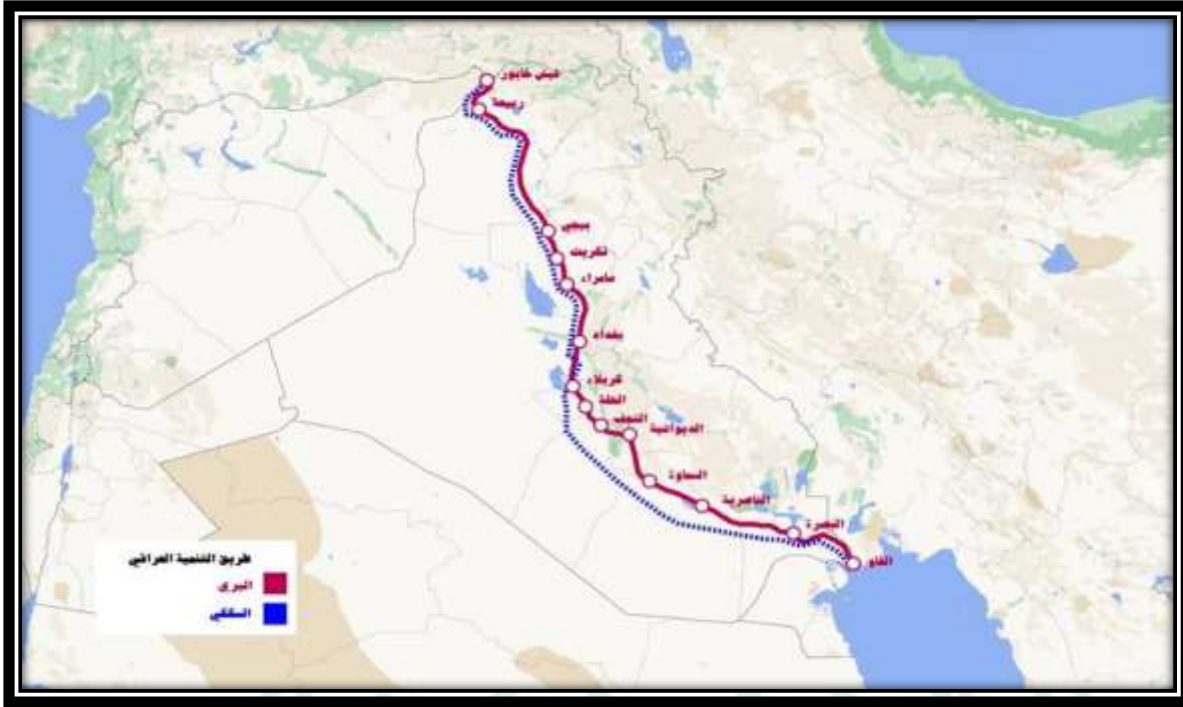 فيش خابور
ربيعة
بيجي
تكريت
سامراء
بغداد
كربلاء
الحلة
النجف
الديوانية
السماوة
الناصرية
البصرة
الفاو
طريق التنمية العراقي
البري
السككي